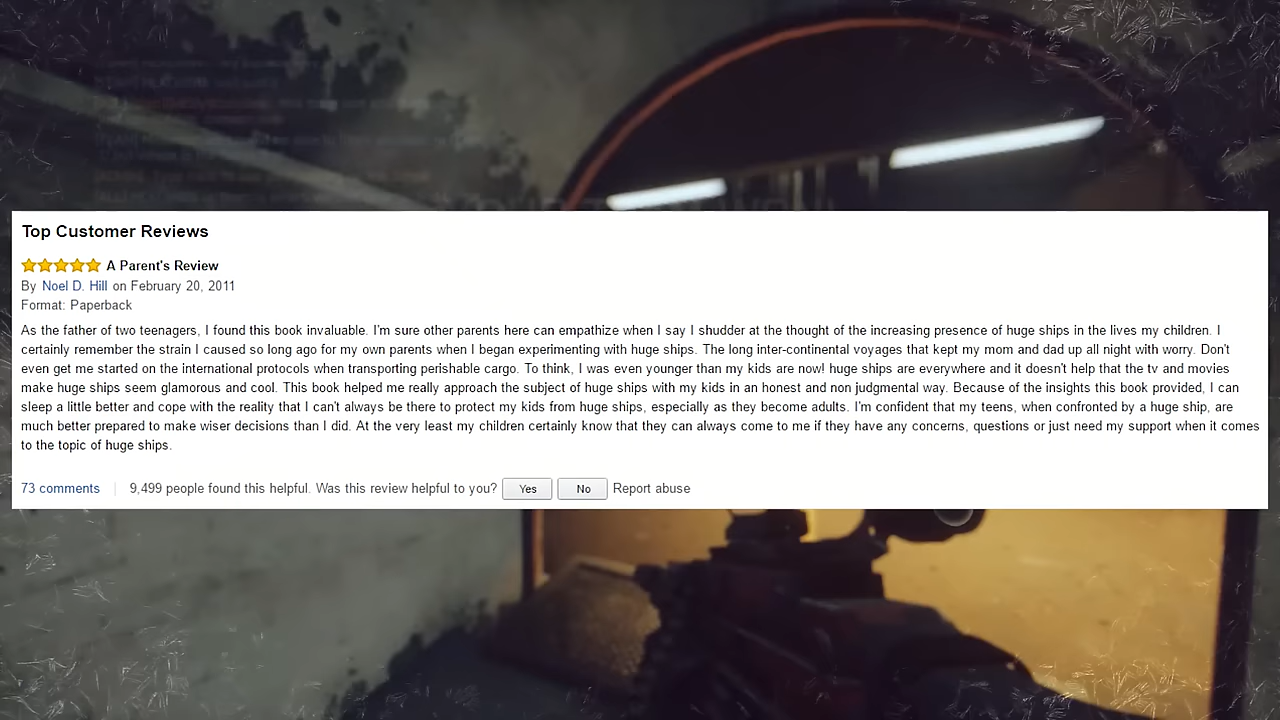 Top Customer Reviews
A Parent's Review
By Noel D. Hill on February 20, 2011
Format: Paperback
As the father of two teenagers, I found this book invaluable. I'm sure other parents here can empathize when I say I shudder at the thought of the increasing presence of huge ships in the lives my children. I
certainly remember the strain I caused so long ago for my own parents when I began experimenting with huge ships. The long inter-continental voyages that kept my mom and dad up all night with worry. Don't
even get me started on the international protocols when transporting perishable cargo. To think, I was even younger than my kids are now! huge ships are everywhere and it doesn't help that the tv and movies
make huge ships seem glamorous and cool. This book helped me really approach the subject of huge ships with my kids in an honest and non judgmental way. Because of the insights this book provided, I can
sleep a little better and cope with the reality that I can't always be there to protect my kids from huge ships, especially as they become adults. I'm confident that my teens, when confronted by a huge ship, are
much better prepared to make wiser decisions than I did. At the very least my children certainly know that they can always come to me if they have any concerns, questions or just need my support when it comes
to the topic of huge ships.
73 comments | 9,499 people found this helpful. Was this review helpful to you? Yes No Report abuse